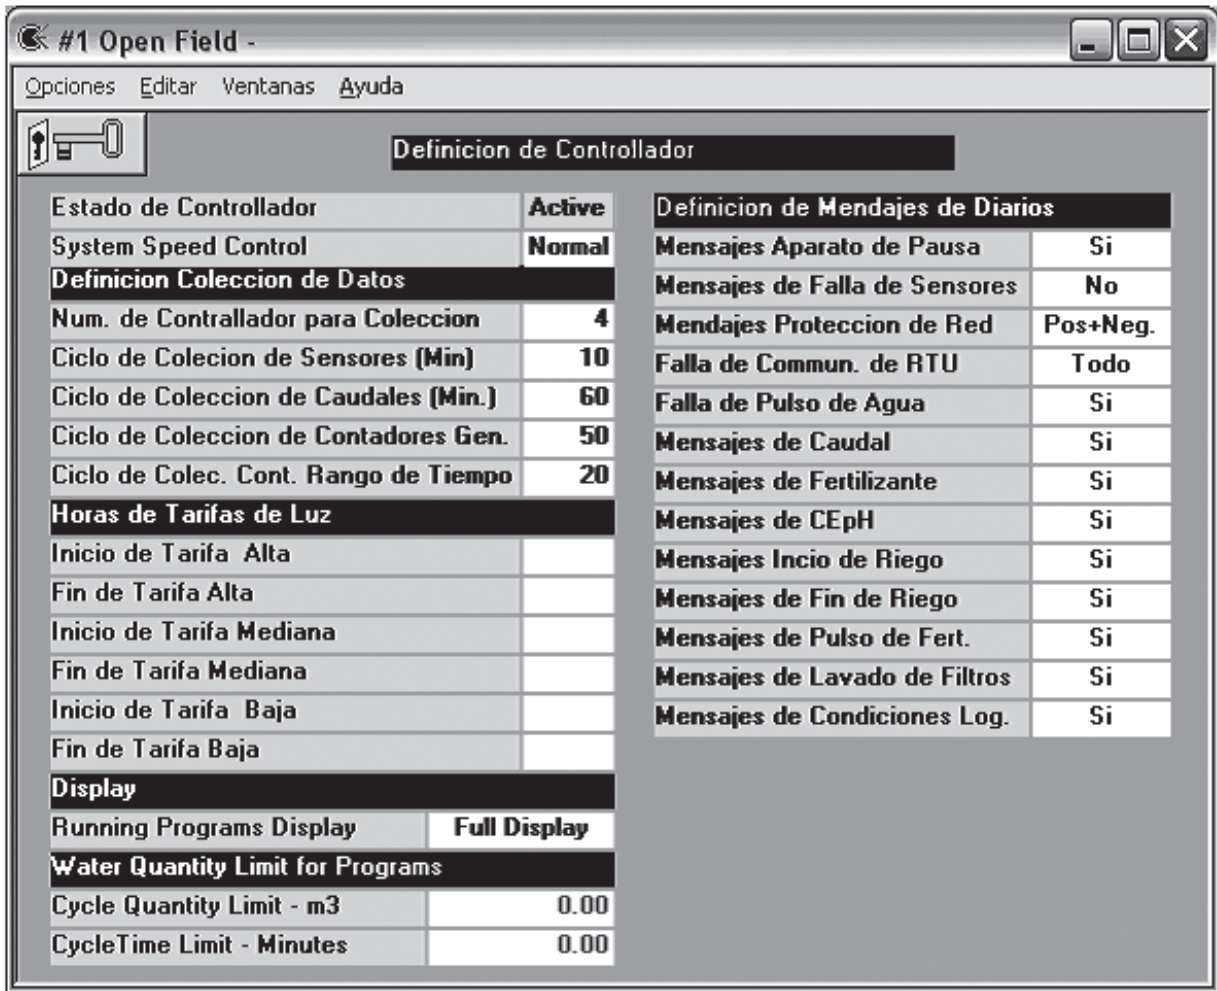 #1 Open Field -
Opciones Editar Ventanas Ayuda
Definicion de Controllador
Estado de Controllador Active
System Speed Control Normal
Definicion Coleccion de Datos
Num. de Contrallador para Coleccion 4
Ciclo de Colecion de Sensores (Min) 10
Ciclo de Coleccion de Caudales (Min.) 60
Ciclo de Coleccion de Contadores Gen. 50
Ciclo de Colec. Cont. Rango de Tiempo 20
Horas de Tarifas de Luz
Inicio de Tarifa Alta
Fin de Tarifa Alta
Inicio de Tarifa Mediana
Fin de Tarifa Mediana
Inicio de Tarifa Baja
Fin de Tarifa Baja
Display
Running Programs Display Full Display
Water Quantity Limit for Programs
Cycle Quantity Limit - m3 0.00
CycleTime Limit - Minutes 0.00
Definicion de Mendajes de Diarios
Mensajes Aparato de Pausa Si
Mensajes de Falla de Sensores No
Mendajes Proteccion de Red Pos+Neg.
Falla de Commun. de RTU Todo
Falla de Pulso de Agua Si
Mensajes de Caudal Si
Mensajes de Fertilizante Si
Mensajes de CEpH Si
Mensajes Incio de Riego Si
Mensajes de Fin de Riego Si
Mensajes de Pulso de Fert. Si
Mensajes de Lavado de Filtros Si
Mensajes de Condiciones Log. Si